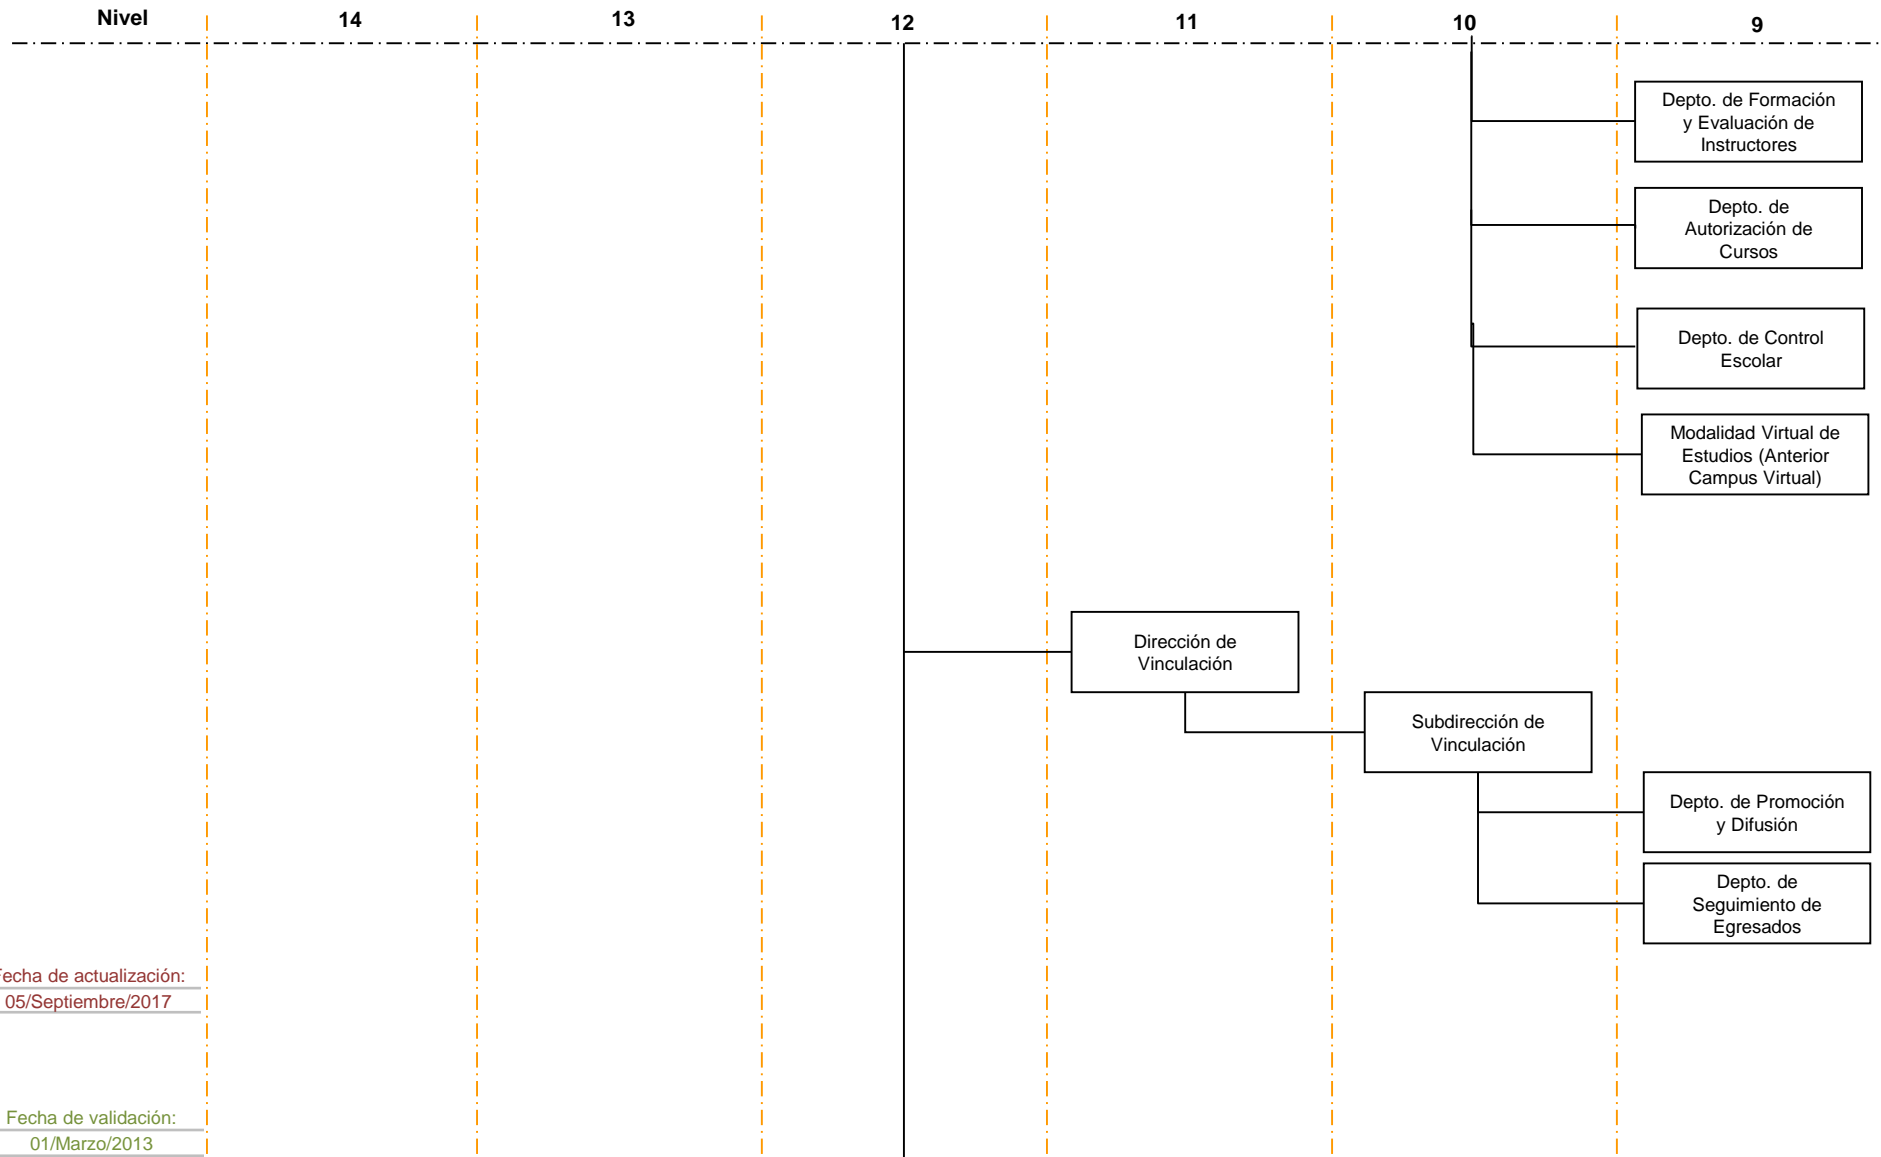 Nivel 14 13 12 11 10 9
Depto. de Formación
y Evaluación de
Instructores
Depto. de
Autorización de
Cursos
Depto. de Control
Escolar
Modalidad Virtual de
Estudios (Anterior
Campus Virtual)
Dirección de
Vinculación
Subdirección de
Vinculación
Depto. de Promoción
y Difusión
Depto. de
Seguimiento de
Egresados
Fecha de actualización:
05/Septiembre/2017
Fecha de validación:
01/Marzo/2013